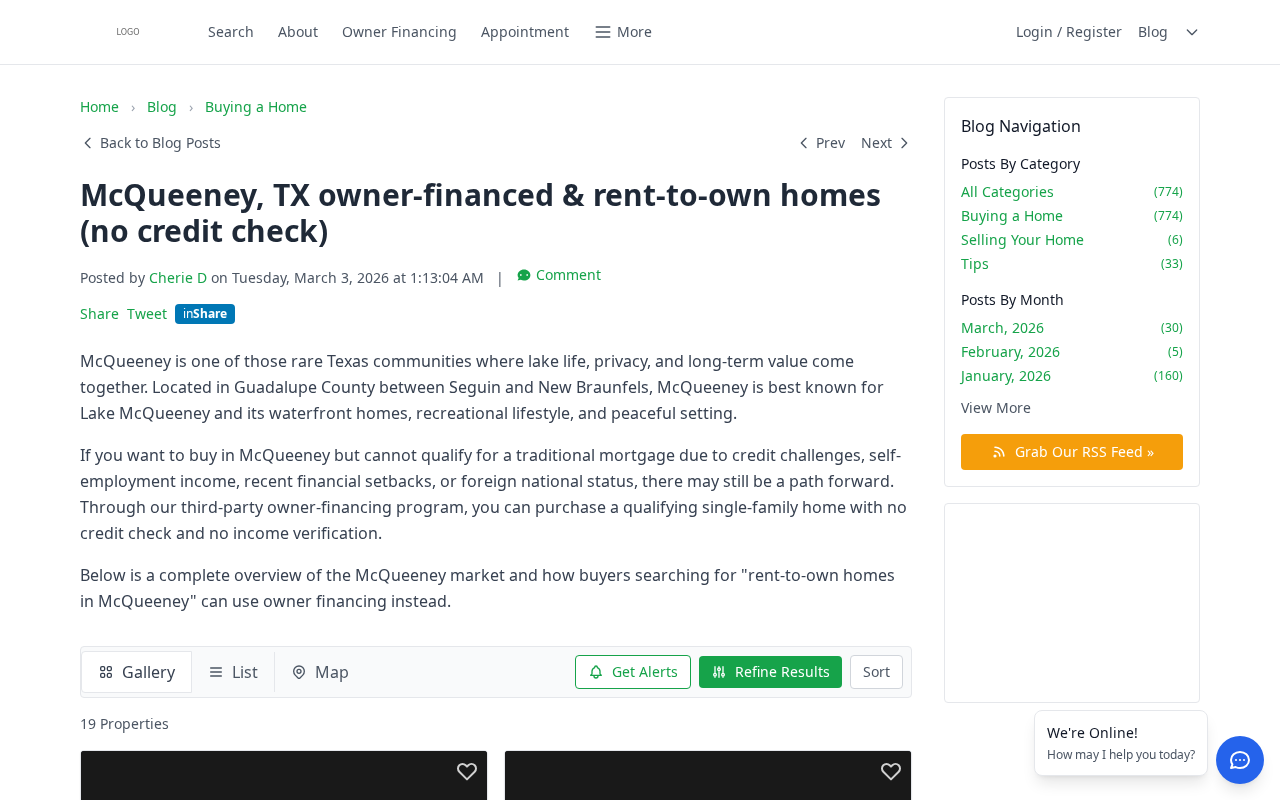 LOGO
Search
About
Owner Financing
Appointment
More
Login / Register
Blog
Home › Blog › Buying a Home
Back to Blog Posts
Prev
Next
McQueeney, TX owner-financed & rent-to-own homes
(no credit check)
Posted by Cherie D on Tuesday, March 3, 2026 at 1:13:04 AM | Comment
Share Tweet inShare
McQueeney is one of those rare Texas communities where lake life, privacy, and long-term value come
together. Located in Guadalupe County between Seguin and New Braunfels, McQueeney is best known for
Lake McQueeney and its waterfront homes, recreational lifestyle, and peaceful setting.
If you want to buy in McQueeney but cannot qualify for a traditional mortgage due to credit challenges, self-
employment income, recent financial setbacks, or foreign national status, there may still be a path forward.
Through our third-party owner-financing program, you can purchase a qualifying single-family home with no
credit check and no income verification.
Below is a complete overview of the McQueeney market and how buyers searching for "rent-to-own homes
in McQueeney" can use owner financing instead.
Gallery
List
Map
Get Alerts
Refine Results
Sort
19 Properties
Blog Navigation
Posts By Category
All Categories (774)
Buying a Home (774)
Selling Your Home (6)
Tips (33)
Posts By Month
March, 2026 (30)
February, 2026 (5)
January, 2026 (160)
View More
Grab Our RSS Feed »
We're Online!
How may I help you today?